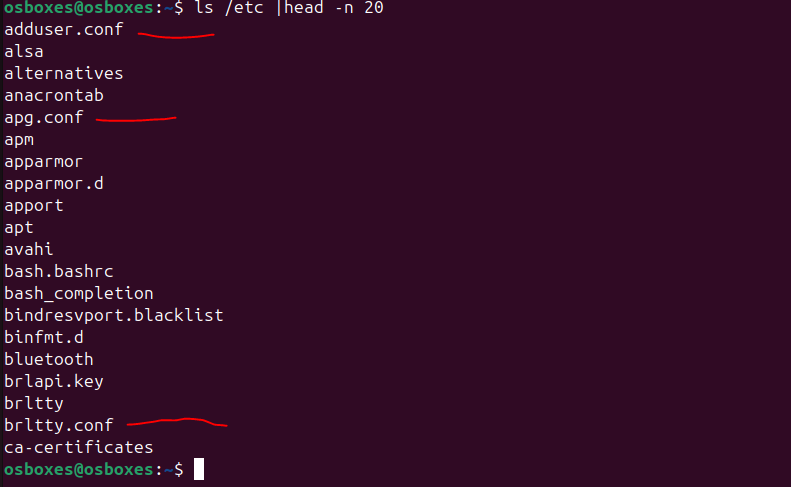 osboxes@osboxes:~$ ls /etc |head -n 20
adduser.conf
alsa
alternatives
anacrontab
apg.conf
apm
apparmor
apparmor.d
apport
apt
avahi
bash.bashrc
bash_completion
bindresvport.blacklist
binfmt.d
bluetooth
brlapi.key
brltty
brltty.conf
ca-certificates
osboxes@osboxes:~$